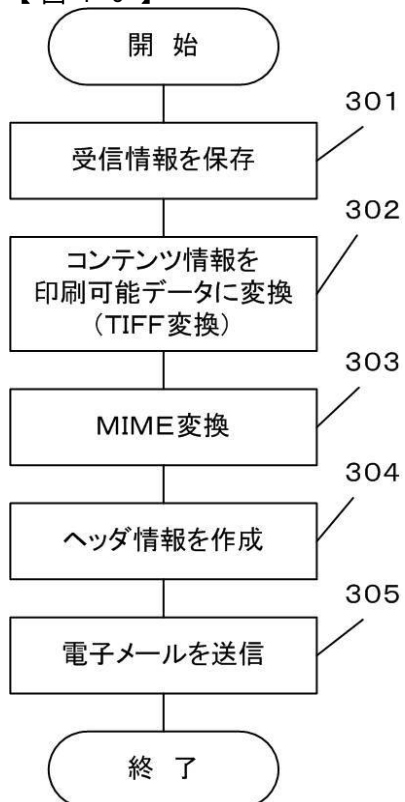 開 始
301
受信情報を保存
302
コンテンツ情報を
印刷可能データに変換
(TIFF変換)
303
MIME変換
304
ヘッダ情報を作成
305
電子メールを送信
終 了